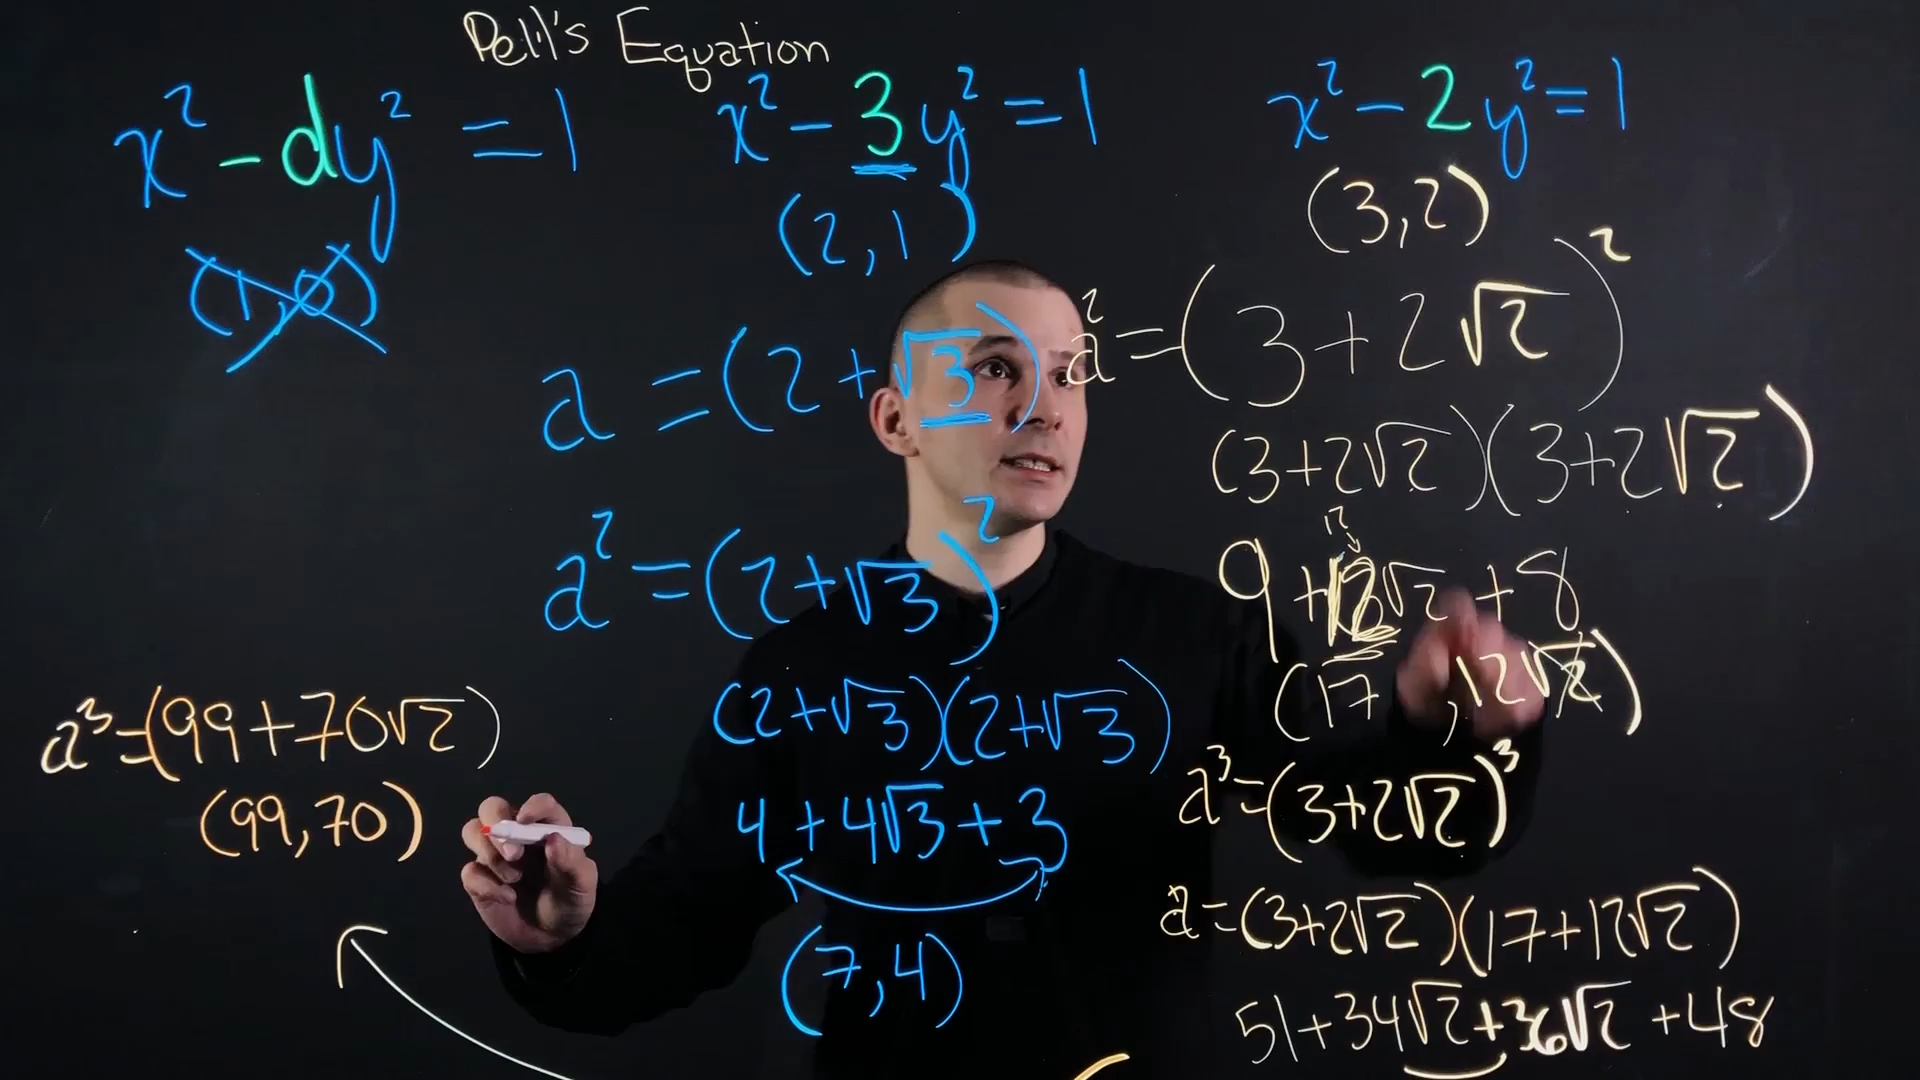 Pell's Equation
x² - dy² = 1
(1,0)
x² - 3y² = 1
(2,1)
a = (2+√3)
a² = (2+√3)²
(2+√3)(2+√3)
4+4√3+3
(7,4)
x² - 2y² = 1
(3,2)
a² = (3+2√2)²
(3+2√2)(3+2√2)
12
9+12√2+8
(17,12√2)
a³=(3+2√2)³
a=(3+2√2)(17+12√2)
51+34√2+36√2+48
a³=(99+70√2)
(99,70)